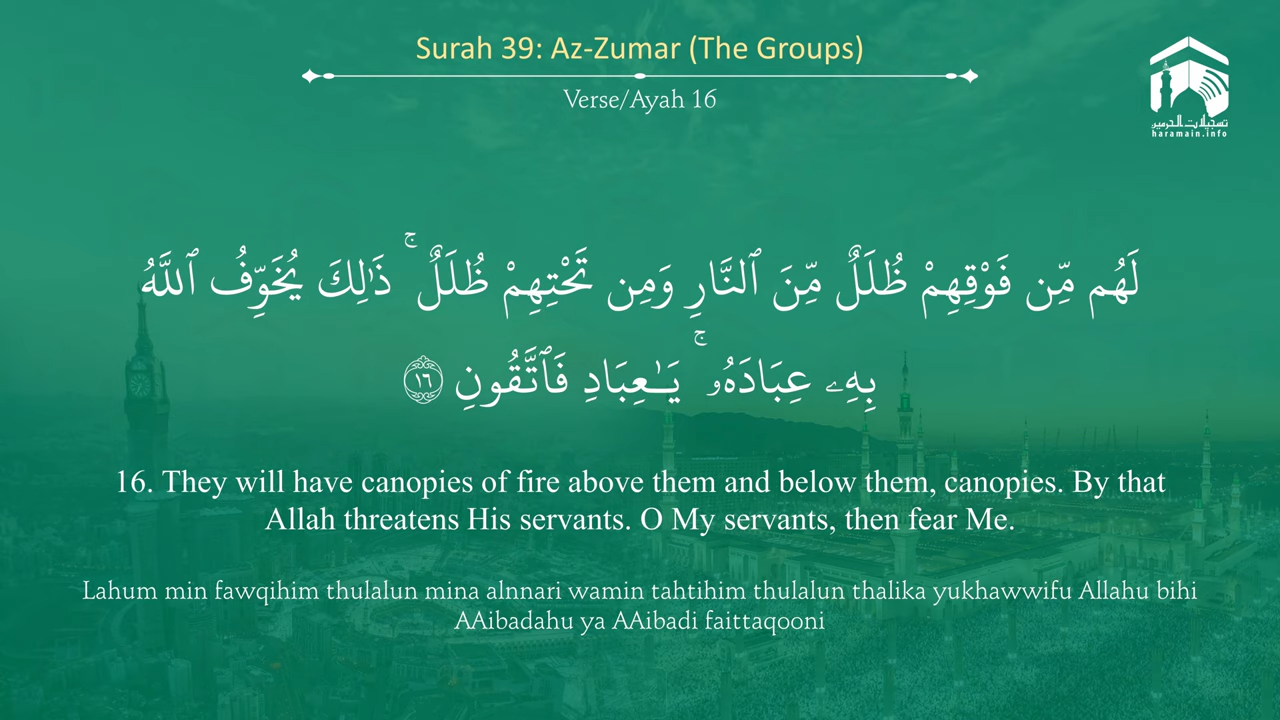 Surah 39: Az-Zumar (The Groups)
Verse/Ayah 16
تسجيلات الحرمين
haramain.info
لَهُم مِّن فَوْقِهِمْ ظُلَلٌ مِّنَ ٱلنَّارِ وَمِن تَحْتِهِمْ ظُلَلٌ ۚ ذَٰلِكَ يُخَوِّفُ ٱللَّهُ
بِهِۦ عِبَادَهُۥ ۚ يَـٰعِبَادِ فَٱتَّقُونِ ١٦
16. They will have canopies of fire above them and below them, canopies. By that
Allah threatens His servants. O My servants, then fear Me.
Lahum min fawqihim thulalun mina alnnari wamin tahtihim thulalun thalika yukhawwifu Allahu bihi
AAibadahu ya AAibadi faittaqooni